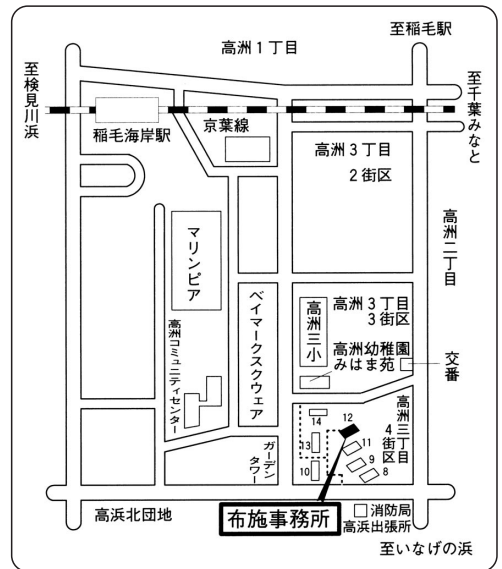 高洲１丁目
至稲毛駅
至検見川浜
至千葉みなと
稲毛海岸駅
京葉線
高洲３丁目
２街区
高洲二丁目
マリンピア
ベイマークスクウェア
高洲コミュニティセンター
高洲三小
高洲３丁目
３街区
高洲幼稚園
みはま苑
交番
高洲三丁目
４街区
14
12
13
11
10
9
8
ガーデン
タワー
高浜北団地
布施事務所
消防局
高浜出張所
至いなげの浜